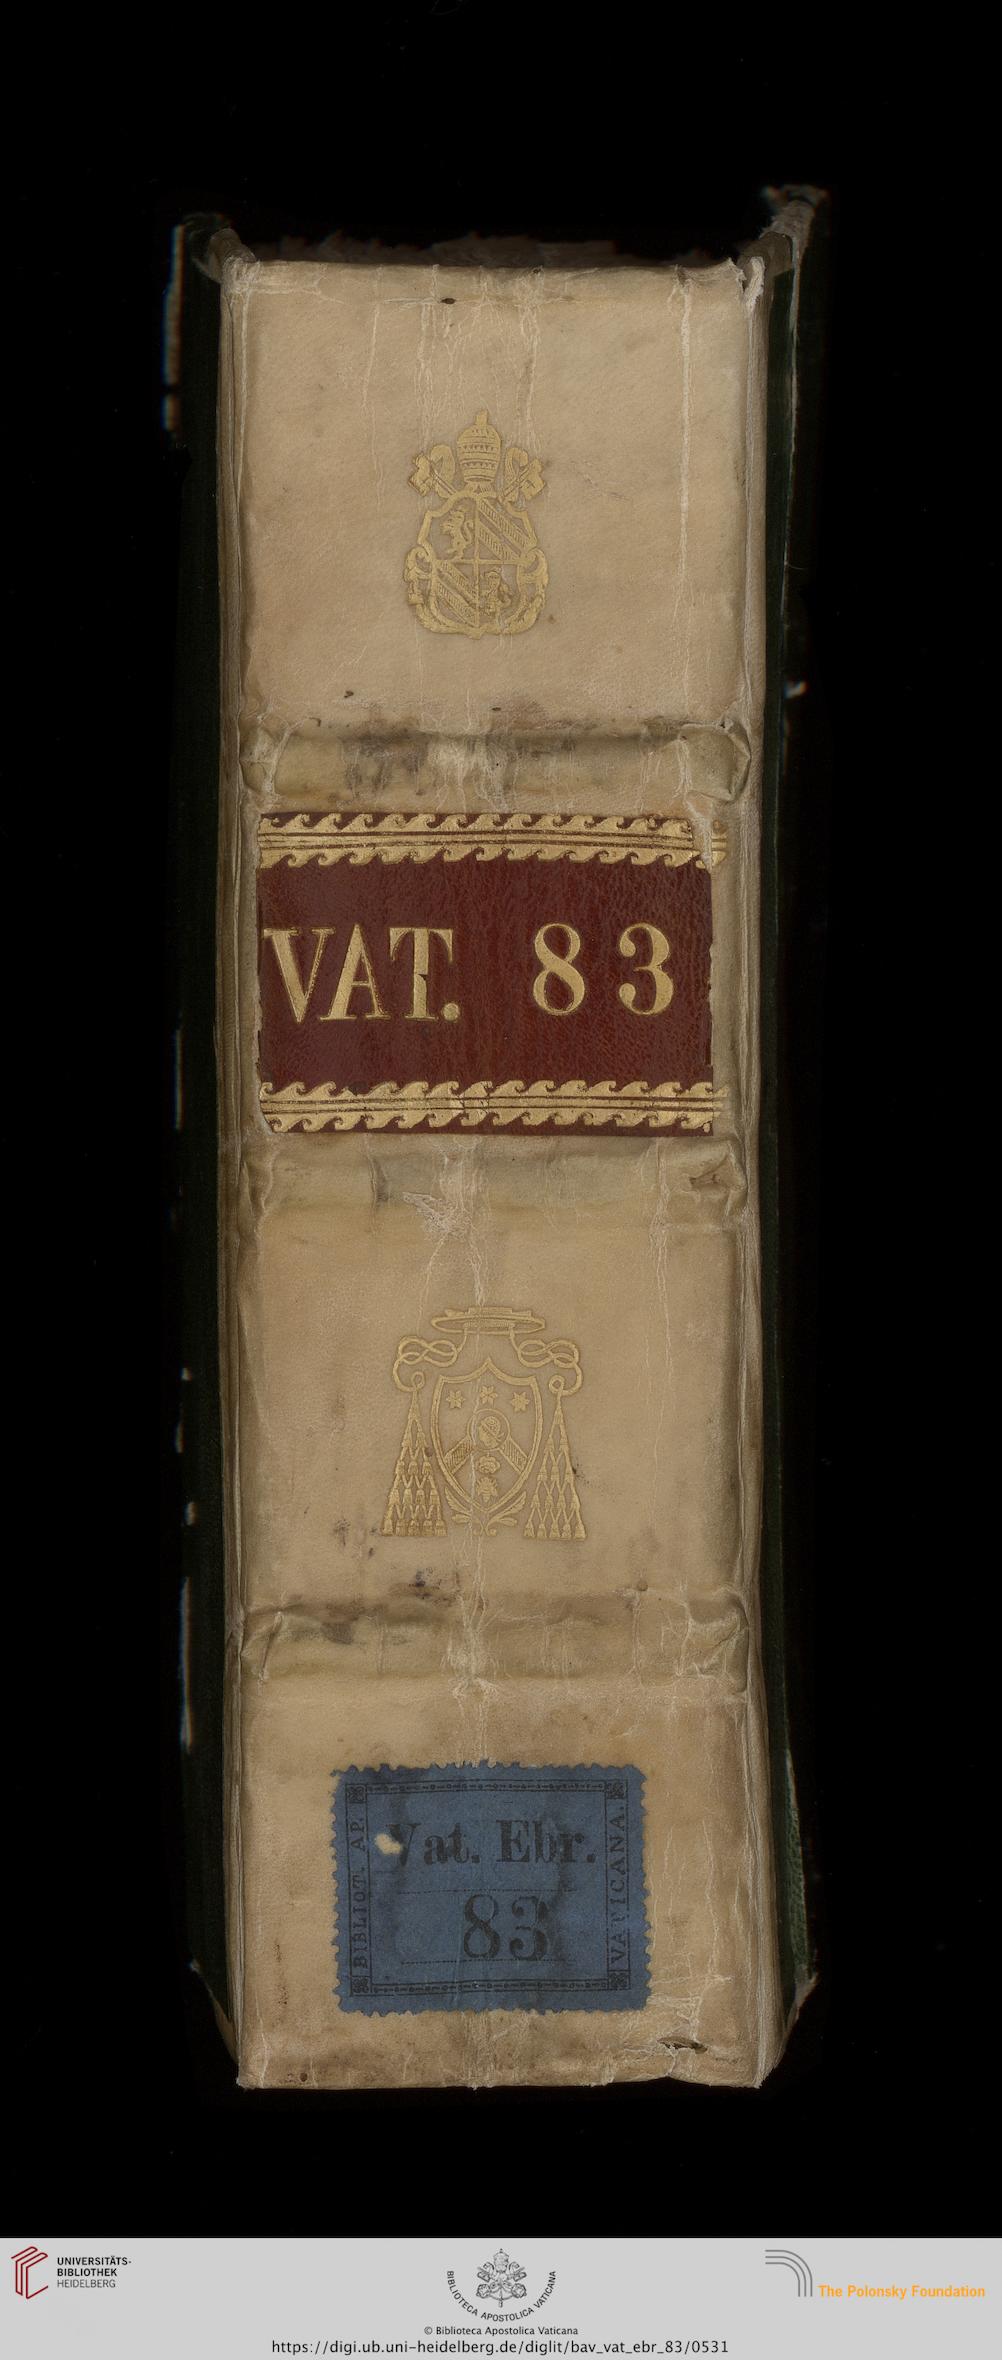 VAT. 83
BIBLIOT. AP.
Vat. Ebr.
83
VATICANA.
UNIVERSITÄTS-
BIBLIOTHEK
HEIDELBERG
BIBLIOTECA APOSTOLICA VATICANA
The Polonsky Foundation
© Biblioteca Apostolica Vaticana
https://digi.ub.uni-heidelberg.de/diglit/bav_vat_ebr_83/0531